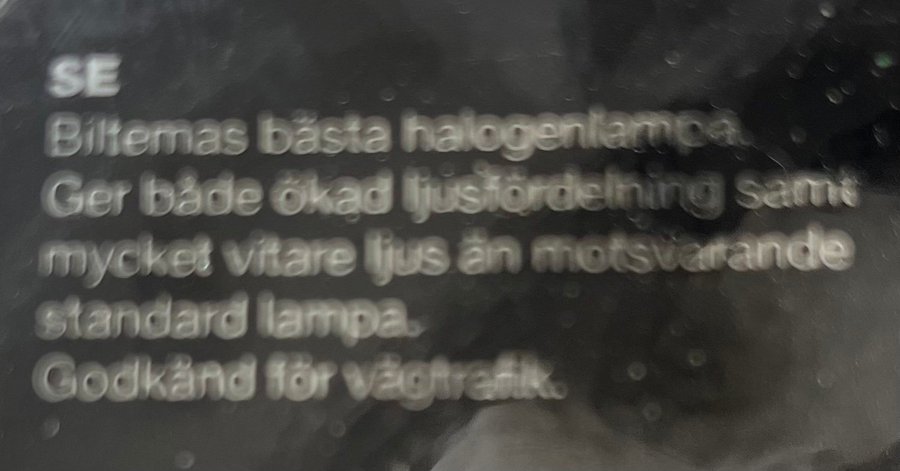 SE
Biltemas bästa halogenlampa.
Ger både ökad ljusfördelning samt
mycket vitare ljus än motsvarande
standard lampa.
Godkänd för vägtrafik.